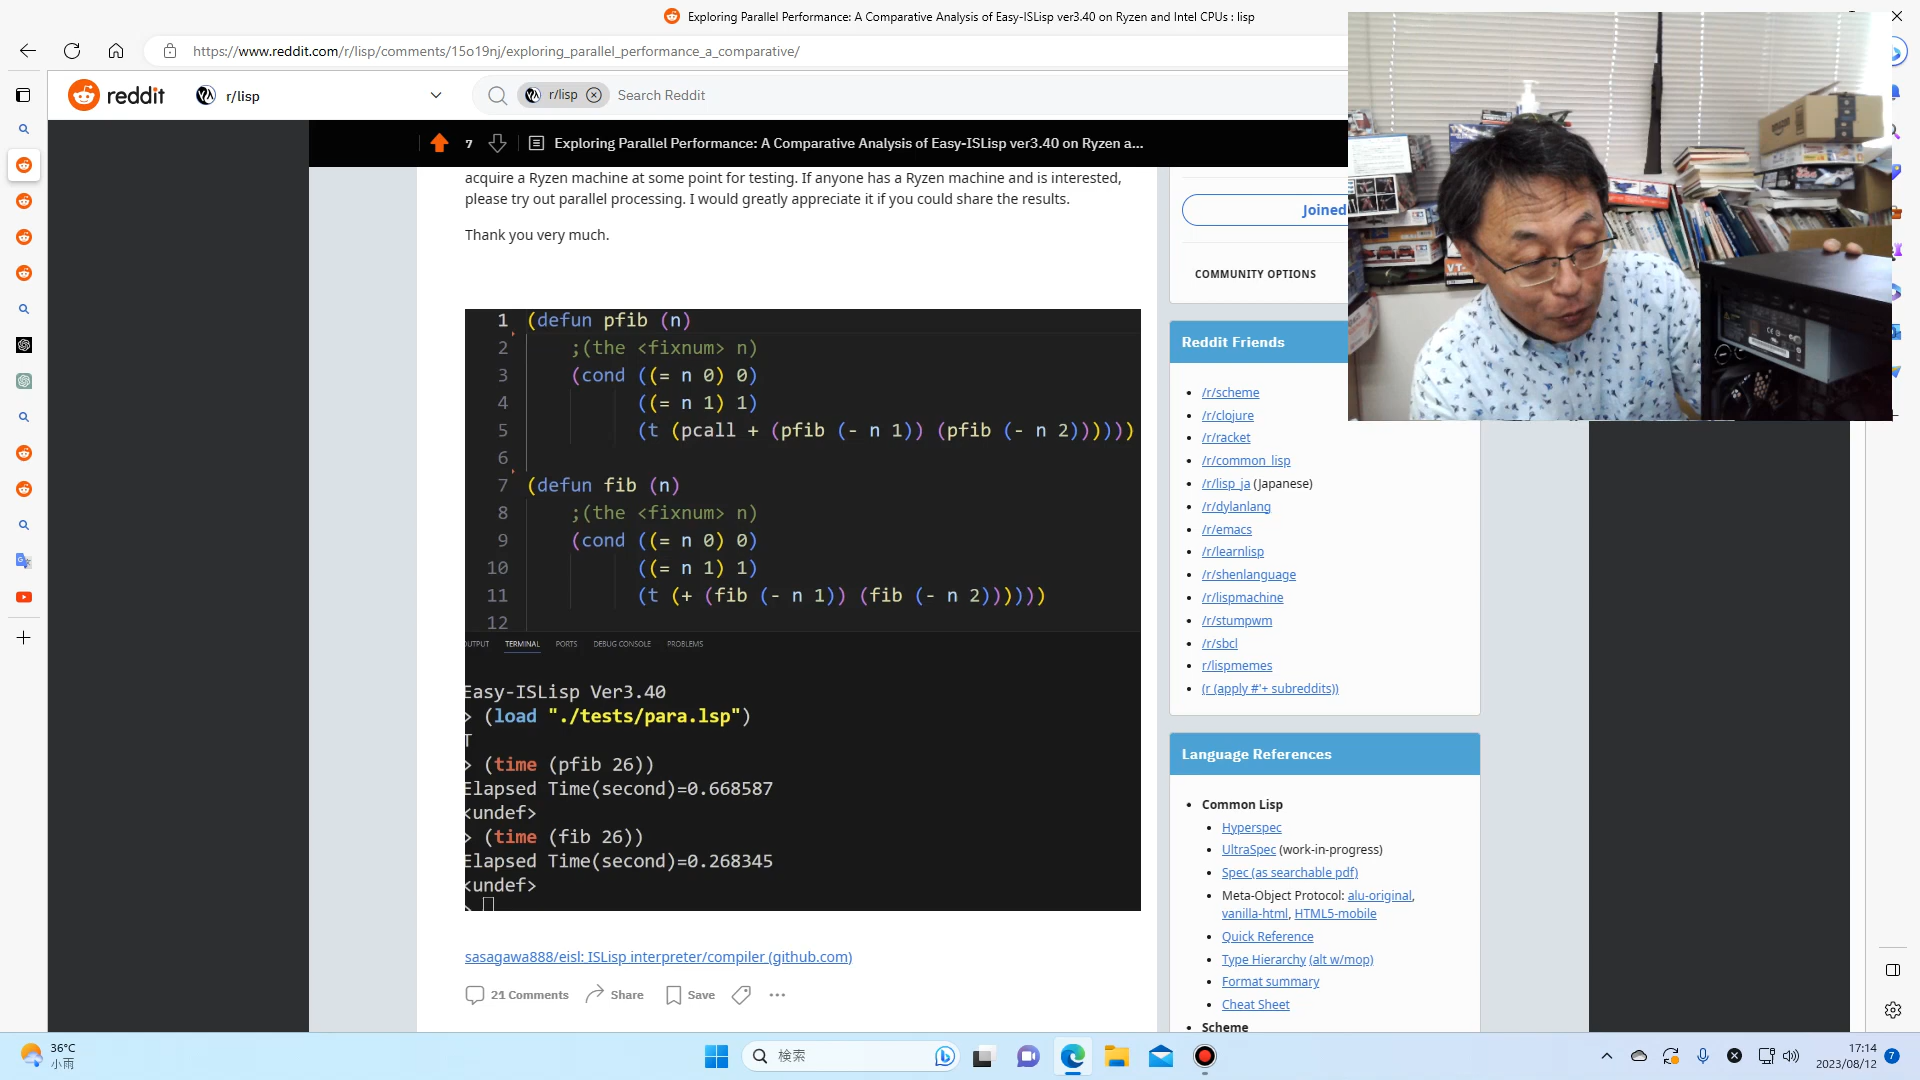 Exploring Parallel Performance: A Comparative Analysis of Easy-ISLisp ver3.40 on Ryzen and Intel CPUs : lisp
https://www.reddit.com/r/lisp/comments/15o19nj/exploring_parallel_performance_a_comparative/
reddit
r/lisp
r/lisp
Search Reddit
7
Exploring Parallel Performance: A Comparative Analysis of Easy-ISLisp ver3.40 on Ryzen a...
acquire a Ryzen machine at some point for testing. If anyone has a Ryzen machine and is interested,
please try out parallel processing. I would greatly appreciate it if you could share the results.
Thank you very much.
1 (defun pfib (n)
2 ;(the <fixnum> n)
3 (cond ((= n 0) 0)
4 ((= n 1) 1)
5 (t (pcall + (pfib (- n 1)) (pfib (- n 2))))))
6
7 (defun fib (n)
8 ;(the <fixnum> n)
9 (cond ((= n 0) 0)
10 ((= n 1) 1)
11 (t (+ (fib (- n 1)) (fib (- n 2))))))
12
OUTPUT TERMINAL PORTS DEBUG CONSOLE PROBLEMS
Easy-ISLisp Ver3.40
> (load "./tests/para.lsp")
T
> (time (pfib 26))
Elapsed Time(second)=0.668587
<undef>
> (time (fib 26))
Elapsed Time(second)=0.268345
<undef>
>
sasagawa888/eisl: ISLisp interpreter/compiler (github.com)
21 Comments
Share
Save
Joined
COMMUNITY OPTIONS
Reddit Friends
/r/scheme
/r/clojure
/r/racket
/r/common_lisp
/r/lisp_ja (Japanese)
/r/dylanlang
/r/emacs
/r/learnlisp
/r/shenlanguage
/r/lispmachine
/r/stumpwm
/r/sbcl
r/lispmemes
(r (apply #'+ subreddits))
Language References
Common Lisp
Hyperspec
UltraSpec (work-in-progress)
Spec (as searchable pdf)
Meta-Object Protocol: alu-original,
vanilla-html, HTML5-mobile
Quick Reference
Type Hierarchy (alt w/mop)
Format summary
Cheat Sheet
Scheme
36°C
小雨
検索
17:14
2023/08/12
7